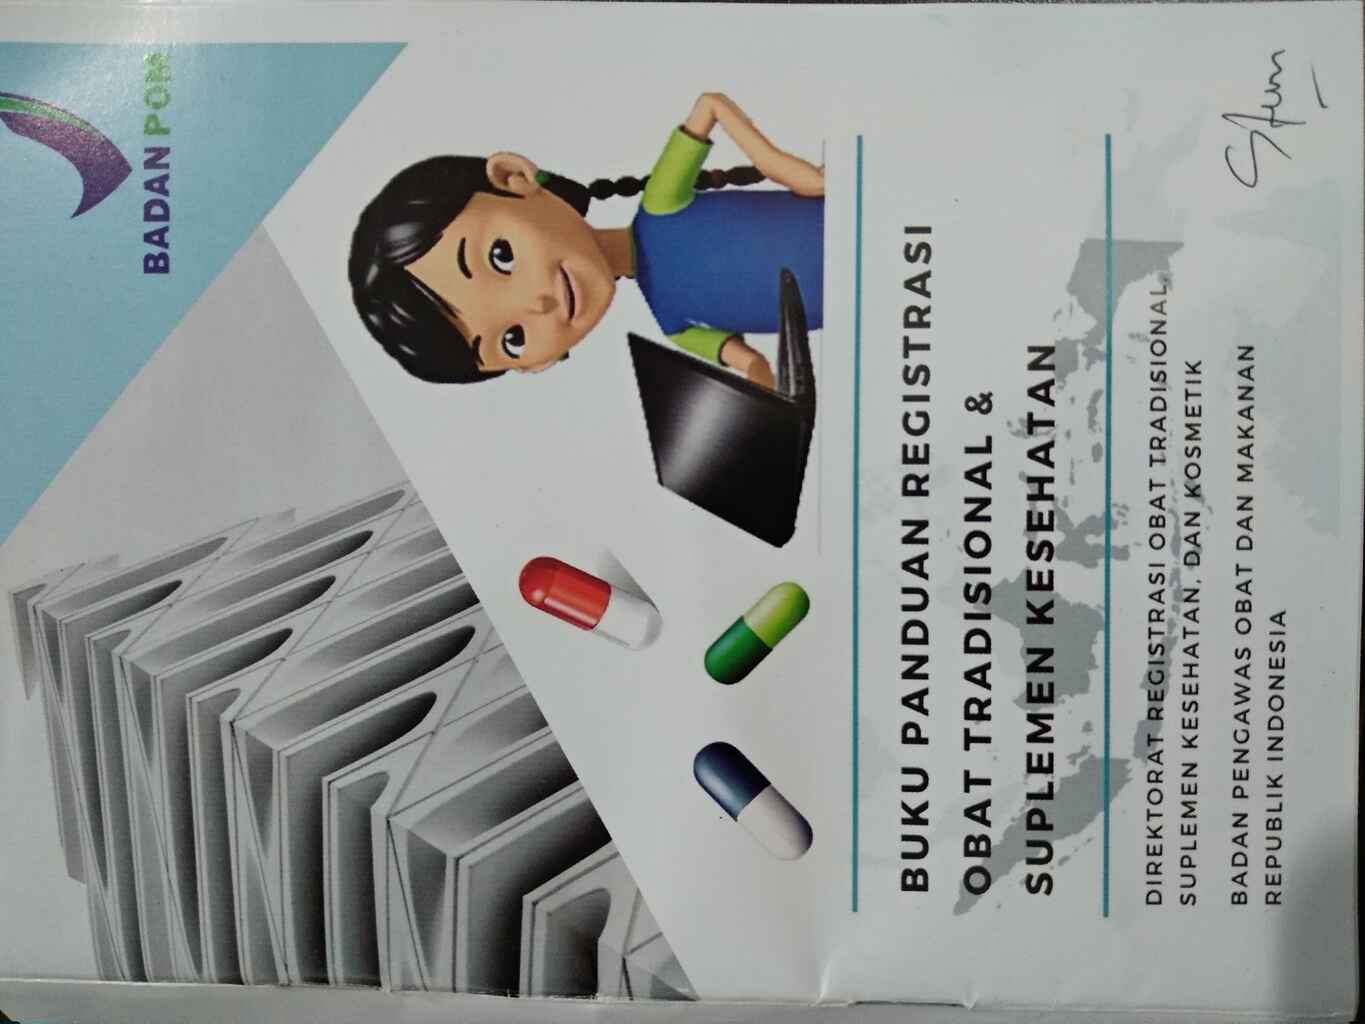 BADAN POM
BUKU PANDUAN REGISTRASI
OBAT TRADISIONAL &
SUPLEMEN KESEHATAN
DIREKTORAT REGISTRASI OBAT TRADISIONAL,
SUPLEMEN KESEHATAN, DAN KOSMETIK
BADAN PENGAWAS OBAT DAN MAKANAN
REPUBLIK INDONESIA